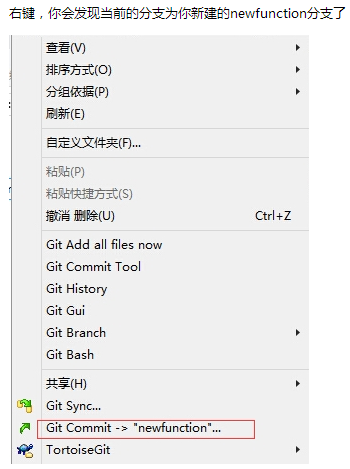 右键，你会发现当前的分支为你新建的newfunction分支了
查看(V)
排序方式(O)
分组依据(P)
刷新(E)
自定义文件夹(F)...
粘贴(P)
粘贴快捷方式(S)
撤消 删除(U) Ctrl+Z
Git Add all files now
Git Commit Tool
Git History
Git Gui
Git Branch
Git Bash
共享(H)
Git Sync...
Git Commit -> "newfunction"...
TortoiseGit